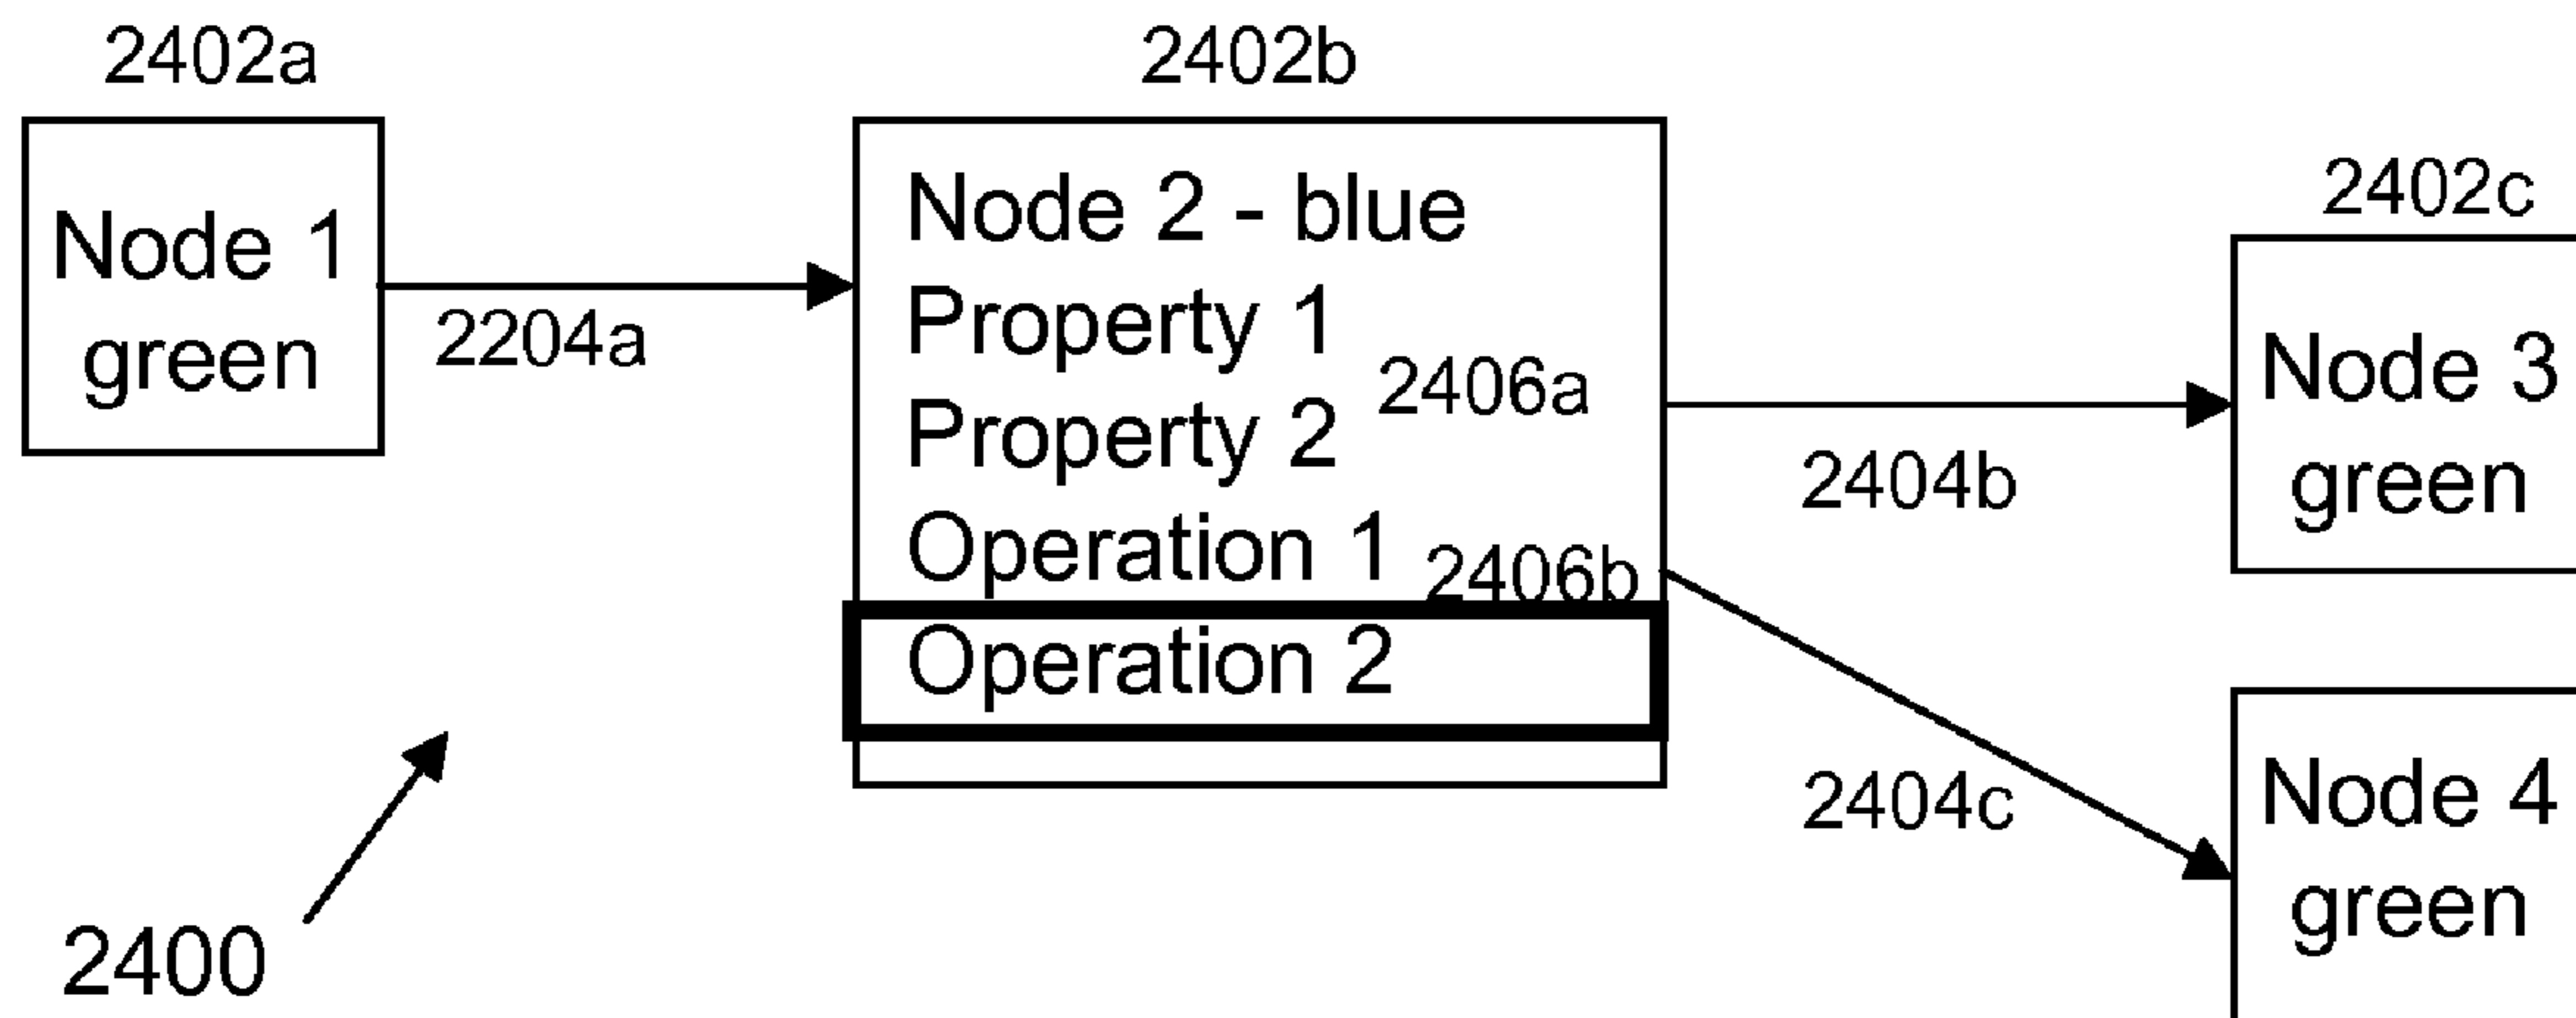 2402a
Node 1
green
2204a
2402b
Node 2 - blue
Property 1
Property 2
2406a
Operation 1
2406b
Operation 2
2404b
2402c
Node 3
green
2404c
Node 4
green
2400